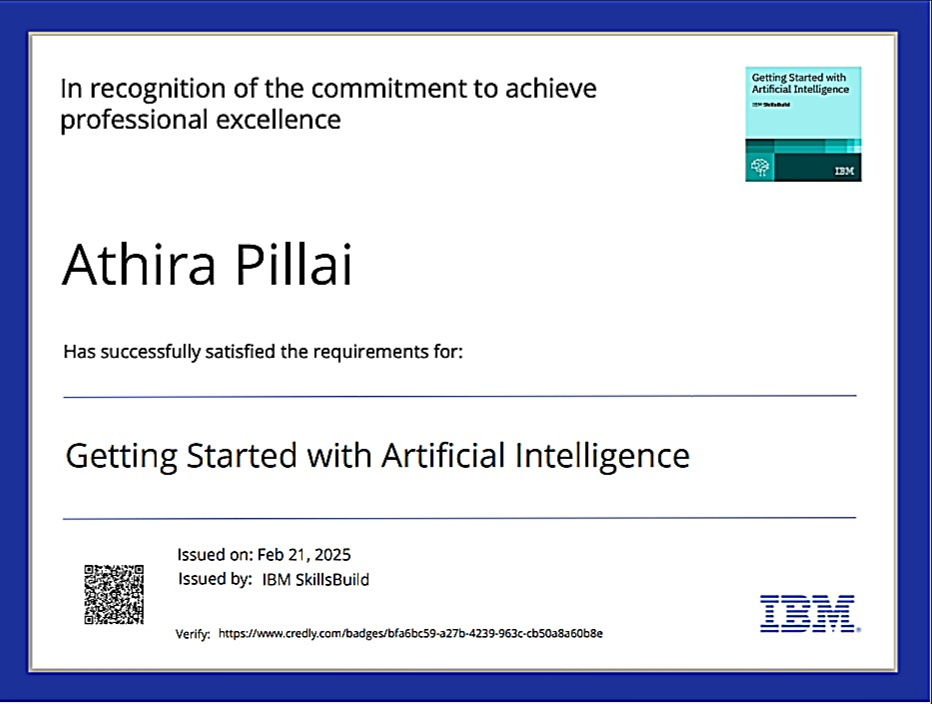 In recognition of the commitment to achieve
professional excellence
Getting Started with
Artificial Intelligence
IBM SkillsBuild
IBM
Athira Pillai
Has successfully satisfied the requirements for:
Getting Started with Artificial Intelligence
Issued on: Feb 21, 2025
Issued by: IBM SkillsBuild
Verify: https://www.credly.com/badges/bfa6bc59-a27b-4239-963c-cb50a8a60b8e
IBM®